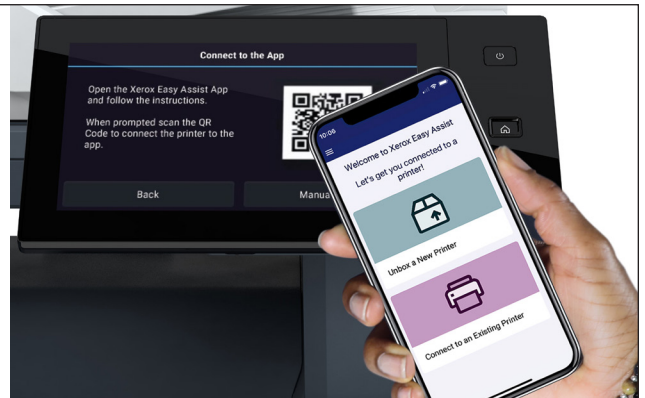 Connect to the App
Open the Xerox Easy Assist App
and follow the instructions.
When prompted scan the QR
Code to connect the printer to the
app.
Back
Manua
10:06
Welcome to Xerox Easy Assist
Let's get you connected to a
printer!
Unbox a New Printer
Connect to an Existing Printer